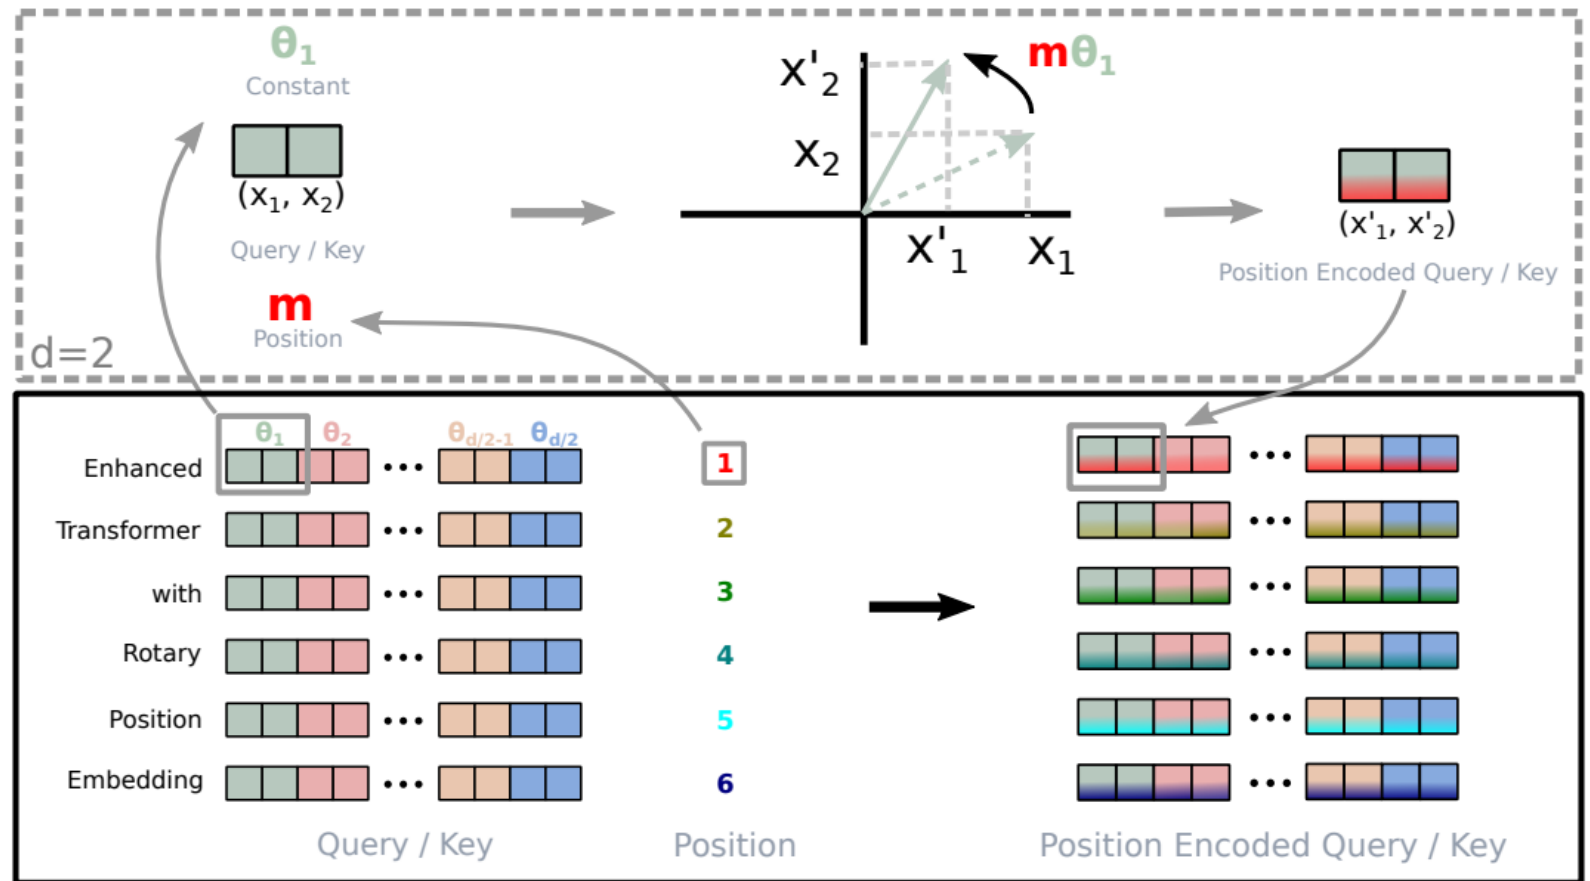 θ1
Constant
(x1, x2)
Query / Key
m
Position
d=2
x'2
x2
x'1 x1
mθ1
(x'1, x'2)
Position Encoded Query / Key
θ1 θ2 θd/2-1 θd/2
Enhanced 1
Transformer 2
with 3
Rotary 4
Position 5
Embedding 6
Query / Key Position Position Encoded Query / Key